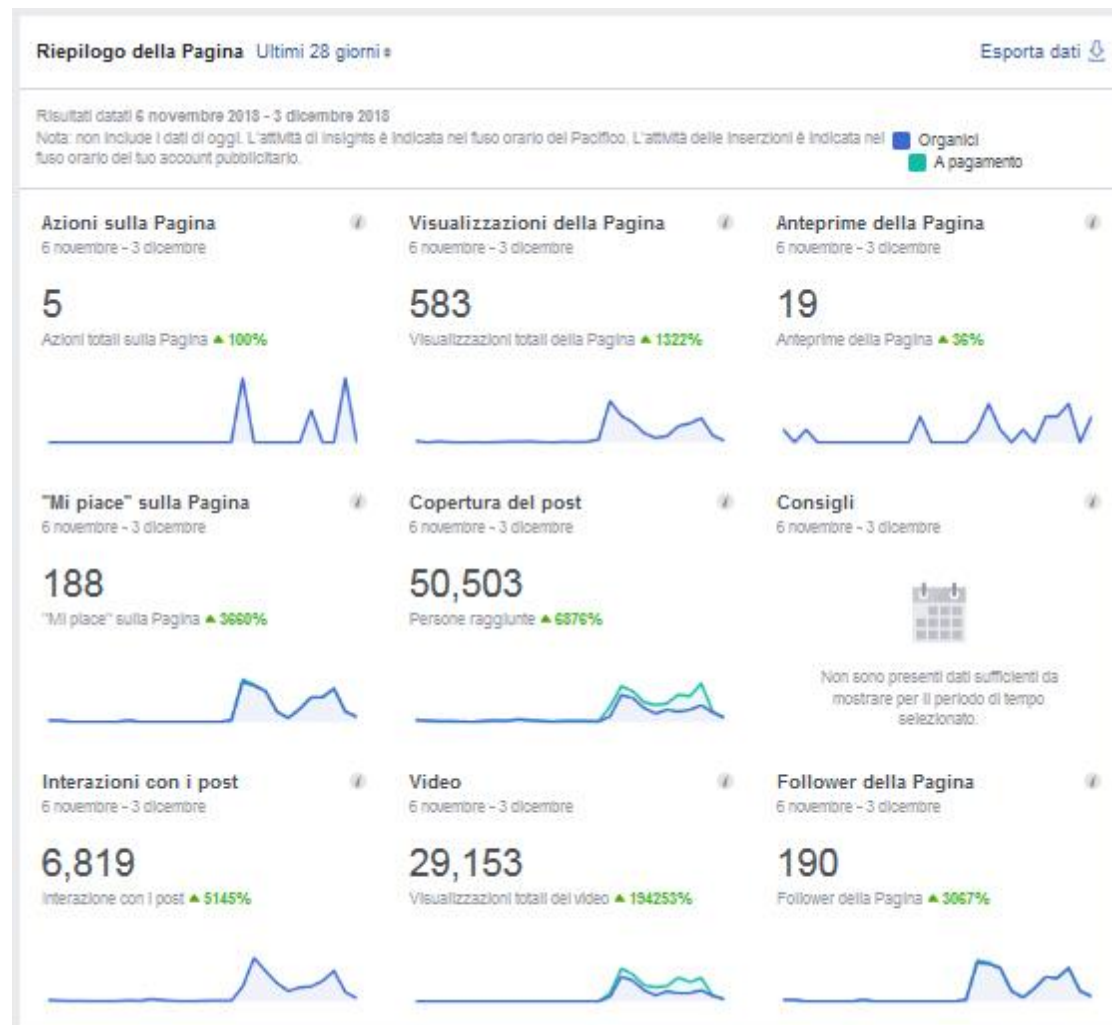 Riepilogo della Pagina Ultimi 28 giorni
Esporta dati
Risultati datati 6 novembre 2018 - 3 dicembre 2018
Nota: non include i dati di oggi. L'attività di Insights è indicata nel fuso orario del Pacifico. L'attività delle inserzioni è indicata nel
fuso orario del tuo account pubblicitario.
Organici
A pagamento
Azioni sulla Pagina
6 novembre - 3 dicembre
5
Azioni totali sulla Pagina ▲ 100%
Visualizzazioni della Pagina
6 novembre - 3 dicembre
583
Visualizzazioni totali della Pagina ▲ 1322%
Anteprime della Pagina
6 novembre - 3 dicembre
19
Anteprime della Pagina ▲ 36%
"Mi piace" sulla Pagina
6 novembre - 3 dicembre
188
"Mi piace" sulla Pagina ▲ 3660%
Copertura del post
6 novembre - 3 dicembre
50,503
Persone raggiunte ▲ 6876%
Consigli
6 novembre - 3 dicembre
Non sono presenti dati sufficienti da
mostrare per il periodo di tempo
selezionato.
Interazioni con i post
6 novembre - 3 dicembre
6,819
Interazione con i post ▲ 5145%
Video
6 novembre - 3 dicembre
29,153
Visualizzazioni totali dei video ▲ 194253%
Follower della Pagina
6 novembre - 3 dicembre
190
Follower della Pagina ▲ 3067%